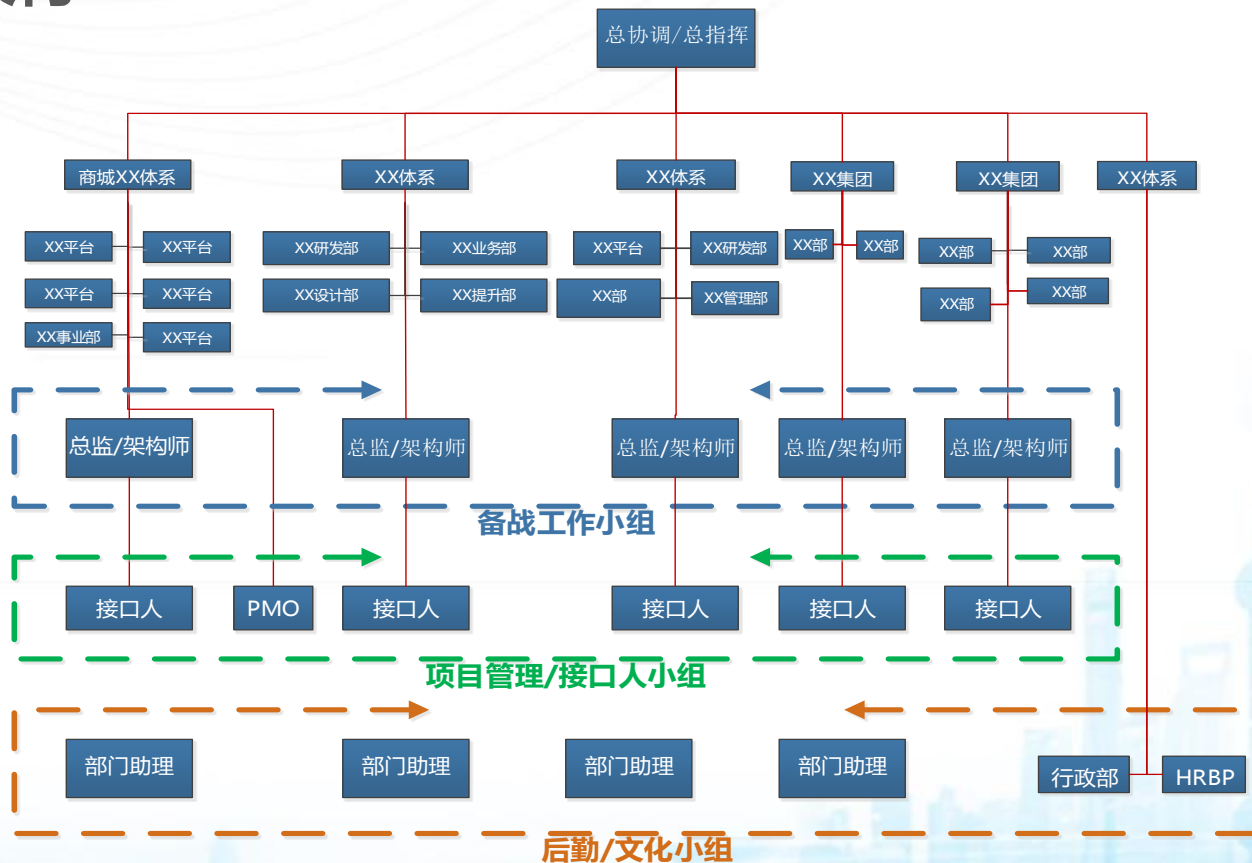 总协调/总指挥
商城XX体系
XX体系
XX体系
XX集团
XX集团
XX体系
XX平台
XX平台
XX研发部
XX业务部
XX平台
XX研发部
XX部
XX部
XX部
XX部
XX平台
XX平台
XX设计部
XX提升部
XX部
XX管理部
XX部
XX部
XX事业部
XX平台
总监/架构师
总监/架构师
总监/架构师
总监/架构师
总监/架构师
备战工作小组
接口人
PMO
接口人
接口人
接口人
接口人
项目管理/接口人小组
部门助理
部门助理
部门助理
部门助理
行政部
HRBP
后勤/文化小组